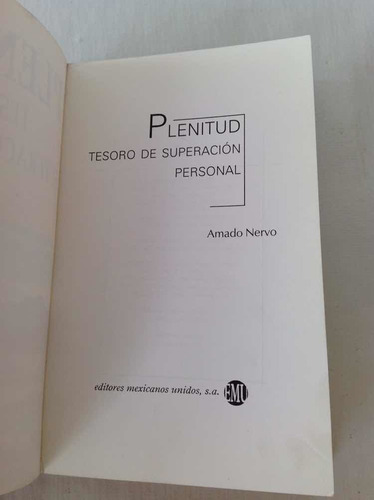 PLENITUD
TESORO DE SUPERACIÓN
PERSONAL
Amado Nervo
editores mexicanos unidos, s.a. EMU